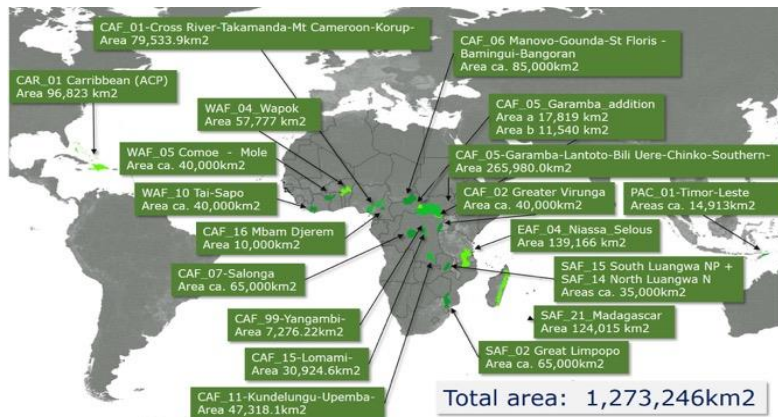 CAF_01-Cross River-Takamanda-Mt Cameroon-Korup-
Area 79,533.9km2
CAR_01 Carribbean (ACP)
Area 96,823 km2
WAF_04_Wapok
Area 57,777 km2
WAF_05 Comoe - Mole
Area ca. 40,000km2
WAF_10 Tai-Sapo
Area ca. 40,000km2
CAF_16 Mbam Djerem
Area 10,000km2
CAF_07-Salonga
Area ca. 65,000km2
CAF_99-Yangambi-
Area 7,276.22km2
CAF_15-Lomami-
Area 30,924.6km2
CAF_11-Kundelungu-Upemba-
Area 47,318.1km2
CAF_06 Manovo-Gounda-St Floris -
Bamingui-Bangoran
Area ca. 85,000km2
CAF_05_Garamba_addition
Area a 17,819 km2
Area b 11,540 km2
CAF_05-Garamba-Lantoto-Bili Uere-Chinko-Southern-
Area 265,980.0km2
CAF_02 Greater Virunga
Area ca. 40,000km2
PAC_01-Timor-Leste
Area ca. 14,913km2
EAF_04_Niassa_Selous
Area 139,166 km2
SAF_15 South Luangwa NP +
SAF_14 North Luangwa N
Areas ca. 35,000km2
SAF_21_Madagascar
Area 124,015 km2
SAF_02 Great Limpopo
Area ca. 65,000km2
Total area: 1,273,246km2